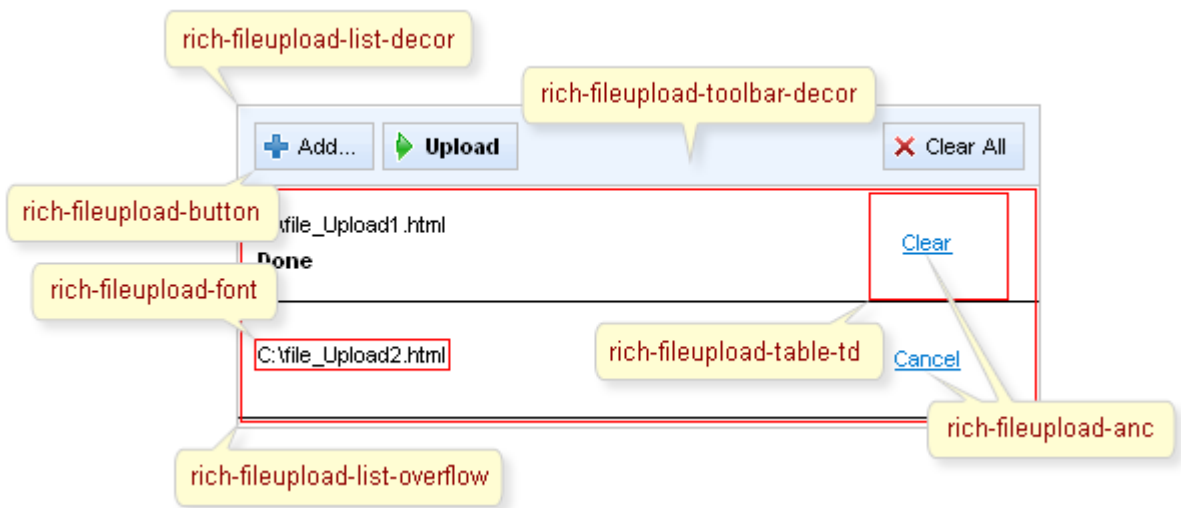 rich-fileupload-list-decor
rich-fileupload-toolbar-decor
Add...
Upload
Clear All
rich-fileupload-button
\file_Upload1.html
Clear
Done
rich-fileupload-font
C:\file_Upload2.html
rich-fileupload-table-td
Cancel
rich-fileupload-anc
rich-fileupload-list-overflow